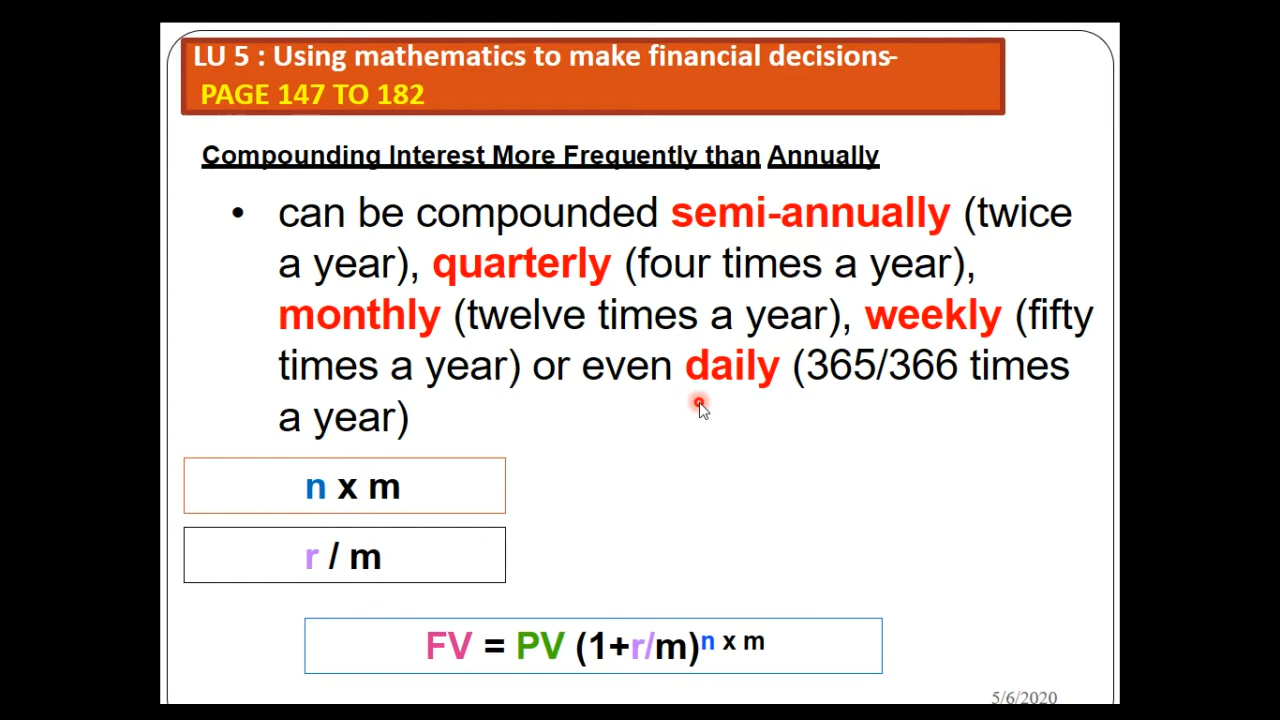 LU 5 : Using mathematics to make financial decisions-
PAGE 147 TO 182
Compounding Interest More Frequently than Annually
• can be compounded semi-annually (twice
a year), quarterly (four times a year),
monthly (twelve times a year), weekly (fifty
times a year) or even daily (365/366 times
a year)
n x m
r / m
FV = PV (1+r/m)n x m
5/6/2020